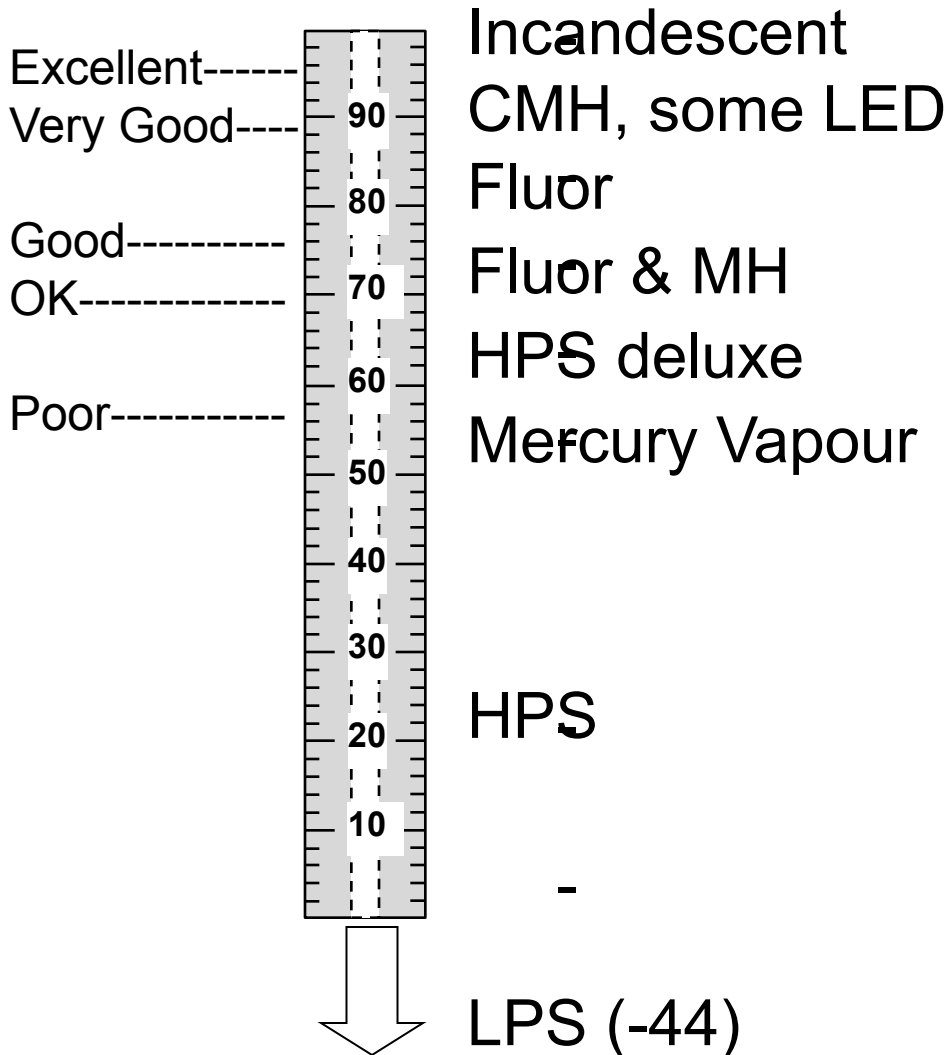 Excellent------
Very Good----
Good----------
OK-------------
Poor-----------
90
80
70
60
50
40
30
20
10
Incandescent
CMH, some LED
Fluor
Fluor & MH
HPS deluxe
Mercury Vapour
HPS
-
LPS (-44)